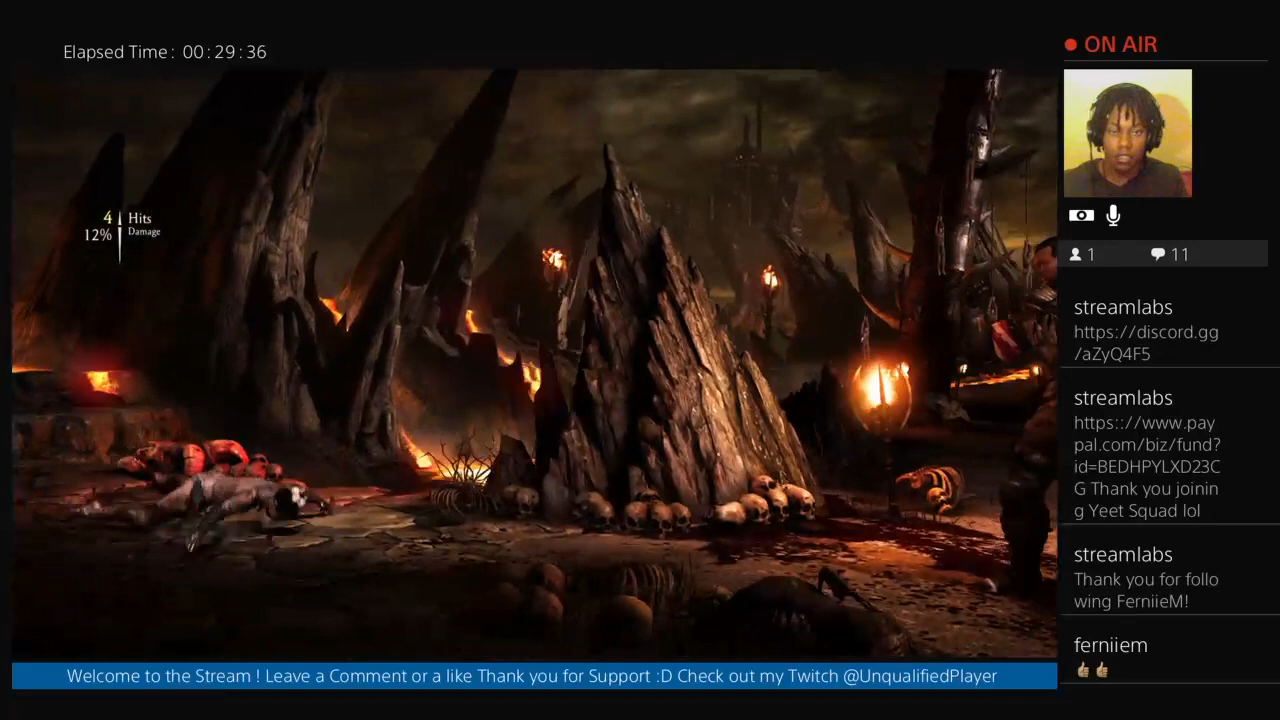 Elapsed Time: 00:29:36
ON AIR
4 Hits
12% Damage
1 11
streamlabs
https://discord.gg
/aZyQ4F5
streamlabs
https:://www.pay
pal.com/biz/fund?
id=BEDHPYLXD23C
G Thank you joinin
g Yeet Squad lol
streamlabs
Thank you for follo
wing FerniieM!
ferniiem
Welcome to the Stream ! Leave a Comment or a like Thank you for Support :D Check out my Twitch @UnqualifiedPlayer